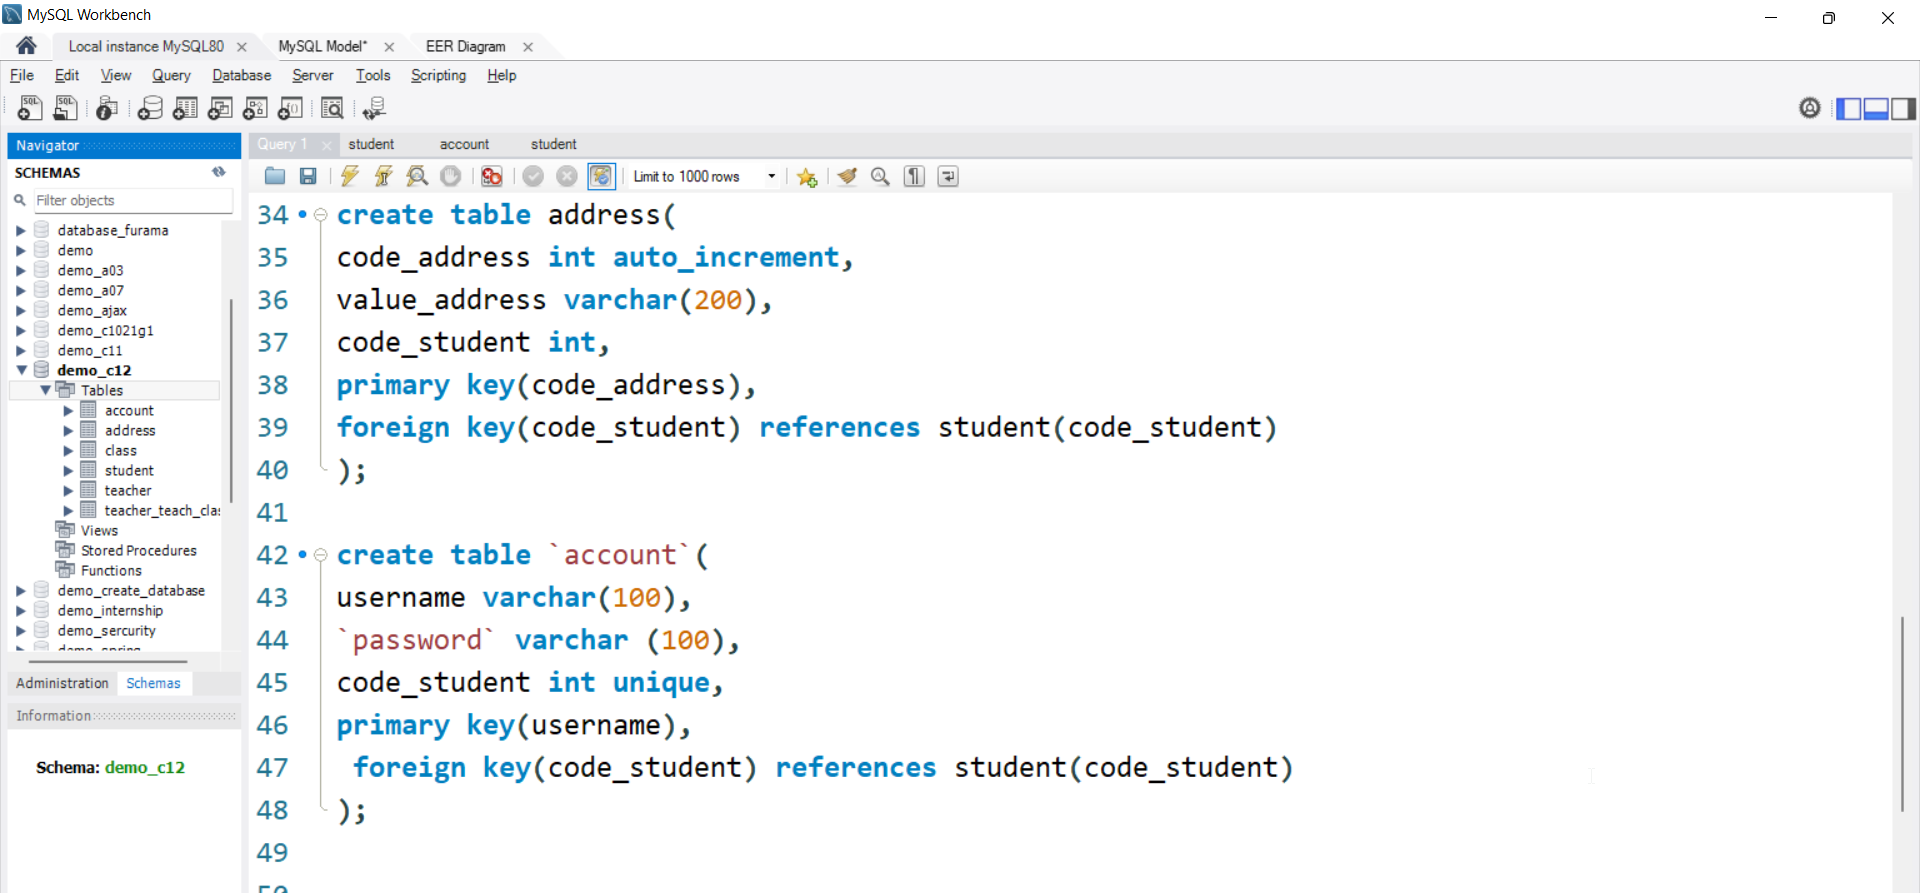 MySQL Workbench
Local instance MySQL80
MySQL Model*
EER Diagram
File Edit View Query Database Server Tools Scripting Help
Navigator
SCHEMAS
Filter objects
database_furama
demo
demo_a03
demo_a07
demo_ajax
demo_c1021g1
demo_c11
demo_c12
Tables
account
address
class
student
teacher
teacher_teach_cla
Views
Stored Procedures
Functions
demo_create_database
demo_internship
demo_sercurity
Administration Schemas
Information
Schema: demo_c12
Query 1 student account student
Limit to 1000 rows
34 create table address(
35 code_address int auto_increment,
36 value_address varchar(200),
37 code_student int,
38 primary key(code_address),
39 foreign key(code_student) references student(code_student)
40 );
41
42 create table `account`(
43 username varchar(100),
44 `password` varchar (100),
45 code_student int unique,
46 primary key(username),
47 foreign key(code_student) references student(code_student)
48 );
49